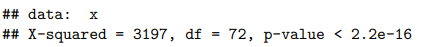 ## data:  x
## X-squared = 3197, df = 72, p-value < 2.2e-16